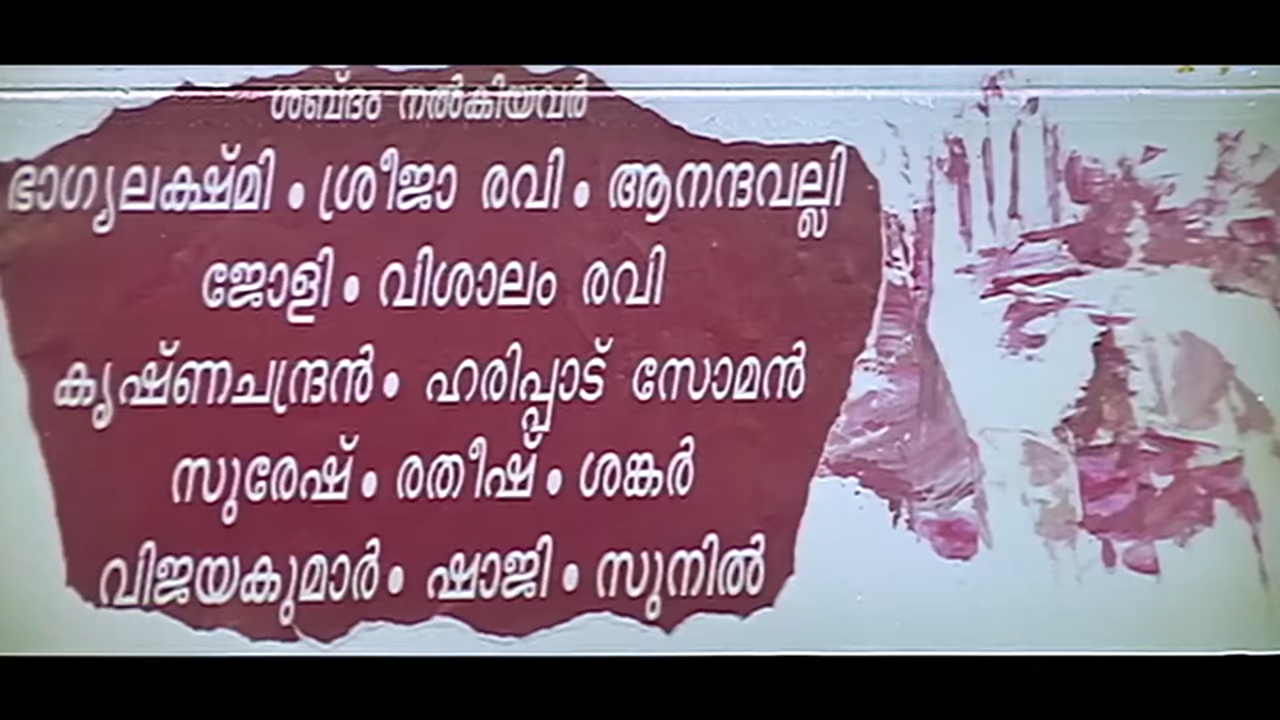 ശബ്ദം നൽകിയവർ
ഭാഗ്യലക്ഷ്മി • ശ്രീജാ രവി • ആനന്ദവല്ലി
ജോളി • വിശാലം രവി
കൃഷ്ണചന്ദ്രൻ • ഹരിപ്പാട് സോമൻ
സുരേഷ് • രതീഷ് • ശങ്കർ
വിജയകുമാർ • ഷാജി • സുനിൽ